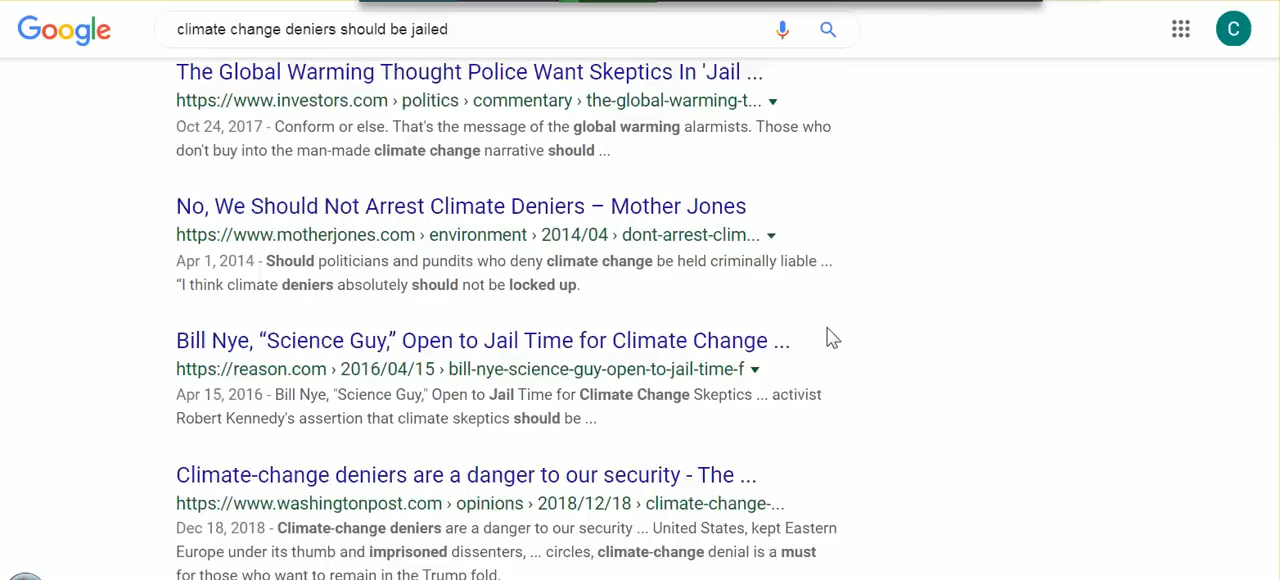 Google
climate change deniers should be jailed
C
The Global Warming Thought Police Want Skeptics In 'Jail ...
https://www.investors.com › politics › commentary › the-global-warming-t...
Oct 24, 2017 - Conform or else. That's the message of the global warming alarmists. Those who
don't buy into the man-made climate change narrative should ...
No, We Should Not Arrest Climate Deniers – Mother Jones
https://www.motherjones.com › environment › 2014/04 › dont-arrest-clim...
Apr 1, 2014 - Should politicians and pundits who deny climate change be held criminally liable ...
“I think climate deniers absolutely should not be locked up.
Bill Nye, “Science Guy,” Open to Jail Time for Climate Change ...
https://reason.com › 2016/04/15 › bill-nye-science-guy-open-to-jail-time-f
Apr 15, 2016 - Bill Nye, "Science Guy," Open to Jail Time for Climate Change Skeptics ... activist
Robert Kennedy's assertion that climate skeptics should be ...
Climate-change deniers are a danger to our security - The ...
https://www.washingtonpost.com › opinions › 2018/12/18 › climate-change-...
Dec 18, 2018 - Climate-change deniers are a danger to our security ... United States, kept Eastern
Europe under its thumb and imprisoned dissenters, ... circles, climate-change denial is a must
for those who want to remain in the Trump fold.